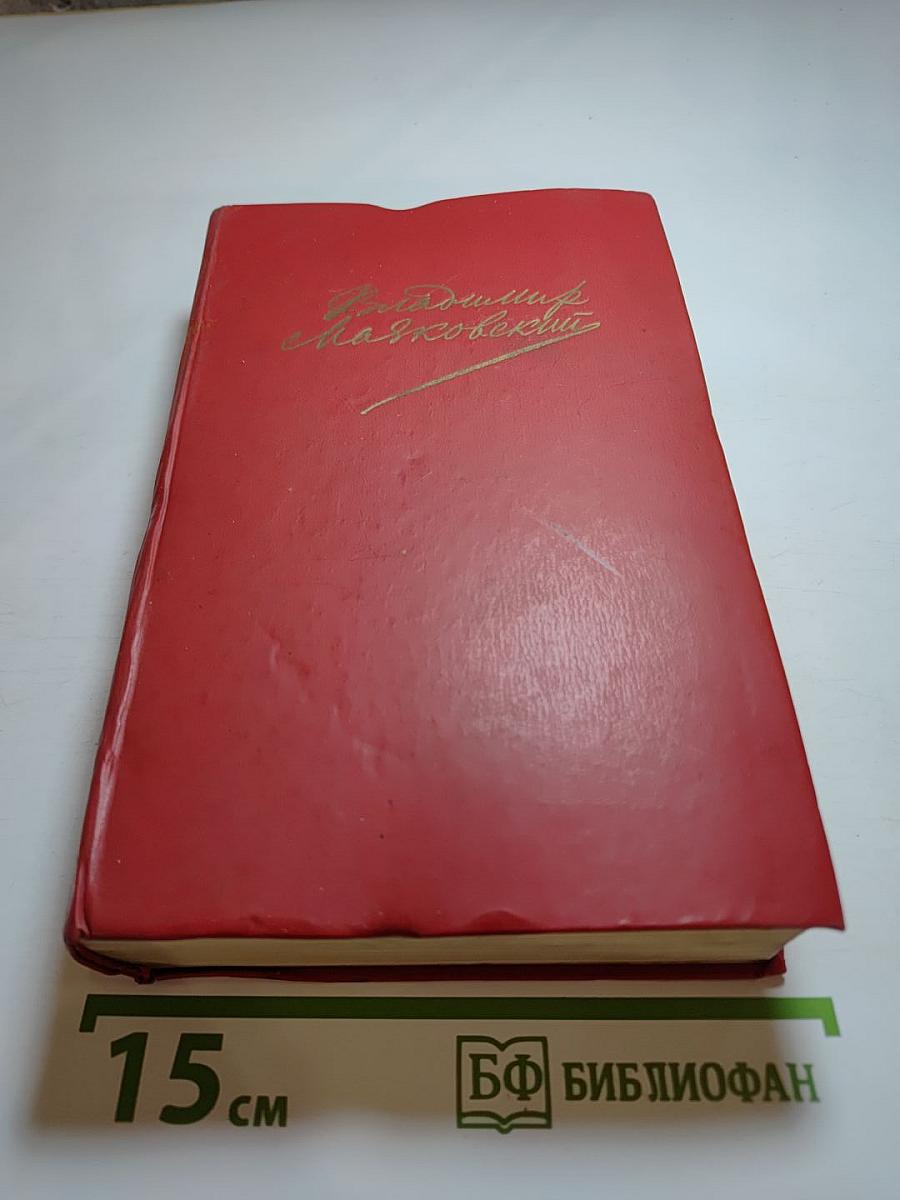 Владимир
Маяковский
15 см
БФ БИБЛИОФАН